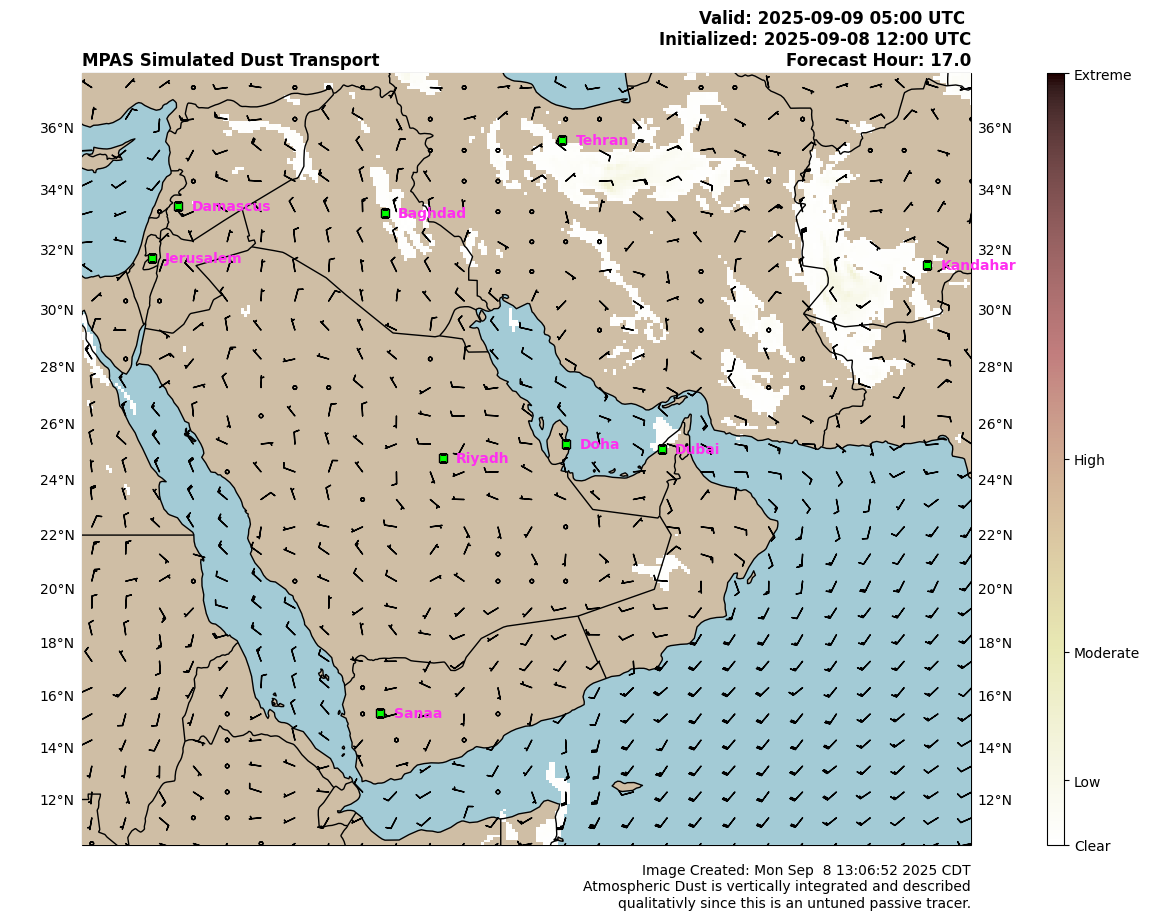 Valid: 2025-09-09 05:00 UTC
Initialized: 2025-09-08 12:00 UTC
MPAS Simulated Dust Transport
Forecast Hour: 17.0
36°N
34°N
32°N
30°N
28°N
26°N
24°N
22°N
20°N
18°N
16°N
14°N
12°N
Tehran
Damascus
Baghdad
Jerusalem
Kandahar
Doha
Dubai
Riyadh
Sanaa
36°N
34°N
32°N
30°N
28°N
26°N
24°N
22°N
20°N
18°N
16°N
14°N
12°N
Extreme
High
Moderate
Low
Clear
Image Created: Mon Sep  8 13:06:52 2025 CDT
Atmospheric Dust is vertically integrated and described
qualitativly since this is an untuned passive tracer.